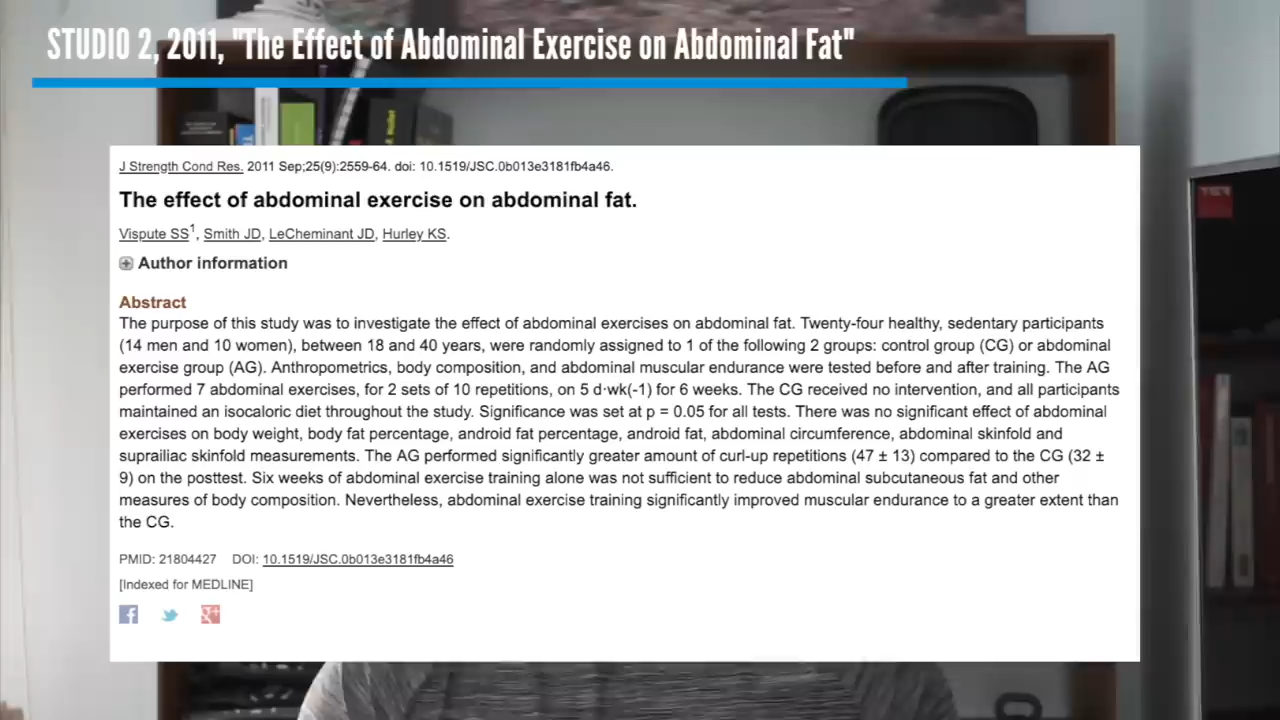 STUDIO 2, 2011, "The Effect of Abdominal Exercise on Abdominal Fat"
J Strength Cond Res. 2011 Sep;25(9):2559-64. doi: 10.1519/JSC.0b013e3181fb4a46.
The effect of abdominal exercise on abdominal fat.
Vispute SS1, Smith JD, LeCheminant JD, Hurley KS.
Author information
Abstract
The purpose of this study was to investigate the effect of abdominal exercises on abdominal fat. Twenty-four healthy, sedentary participants
(14 men and 10 women), between 18 and 40 years, were randomly assigned to 1 of the following 2 groups: control group (CG) or abdominal
exercise group (AG). Anthropometrics, body composition, and abdominal muscular endurance were tested before and after training. The AG
performed 7 abdominal exercises, for 2 sets of 10 repetitions, on 5 d·wk(-1) for 6 weeks. The CG received no intervention, and all participants
maintained an isocaloric diet throughout the study. Significance was set at p = 0.05 for all tests. There was no significant effect of abdominal
exercises on body weight, body fat percentage, android fat percentage, android fat, abdominal circumference, abdominal skinfold and
suprailiac skinfold measurements. The AG performed significantly greater amount of curl-up repetitions (47 ± 13) compared to the CG (32 ±
9) on the posttest. Six weeks of abdominal exercise training alone was not sufficient to reduce abdominal subcutaneous fat and other
measures of body composition. Nevertheless, abdominal exercise training significantly improved muscular endurance to a greater extent than
the CG.
PMID: 21804427 DOI: 10.1519/JSC.0b013e3181fb4a46
[Indexed for MEDLINE]